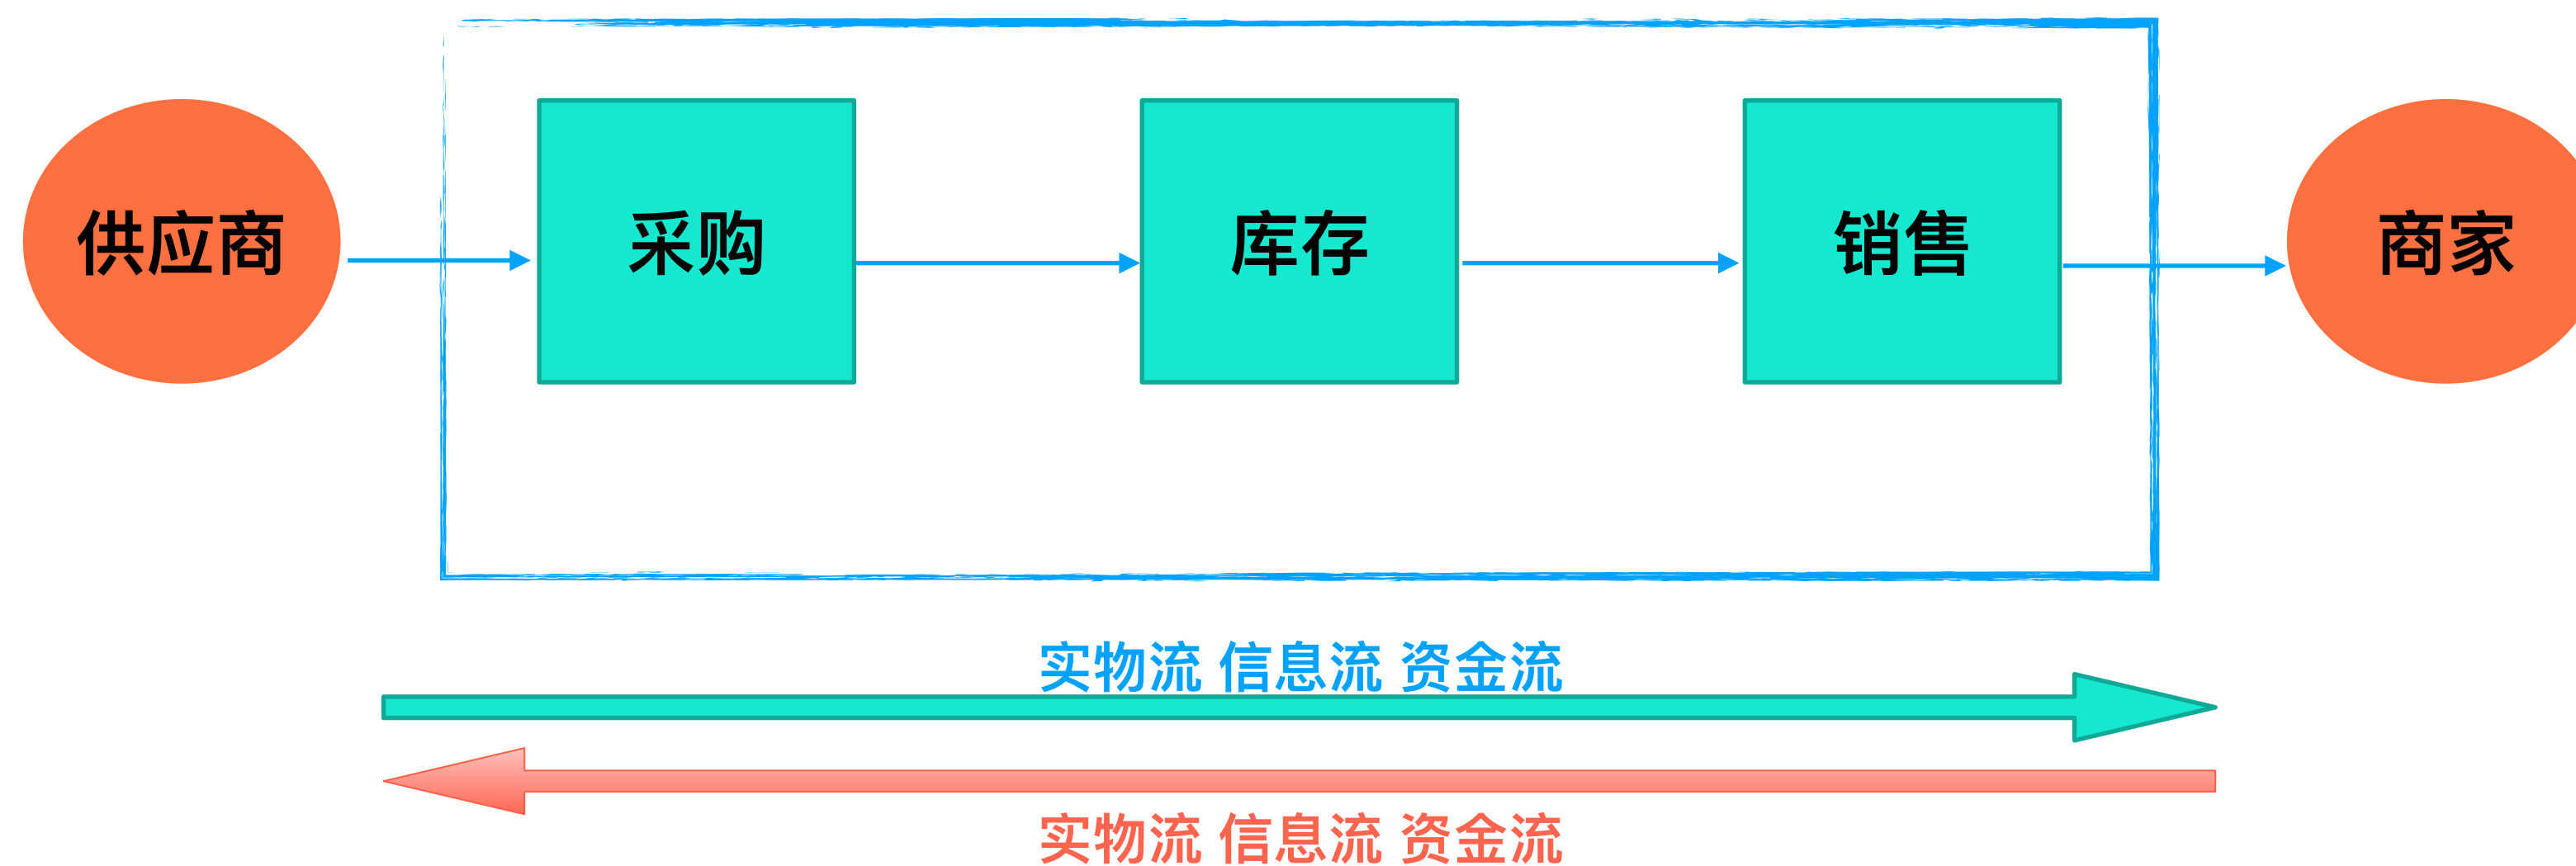 供应商
采购
库存
销售
商家
实物流 信息流 资金流
实物流 信息流 资金流